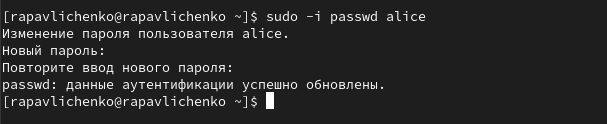 [rapavlichenko@rapavlichenko ~]$ sudo -i passwd alice
Изменение пароля пользователя alice.
Новый пароль:
Повторите ввод нового пароля:
passwd: данные аутентификации успешно обновлены.
[rapavlichenko@rapavlichenko ~]$